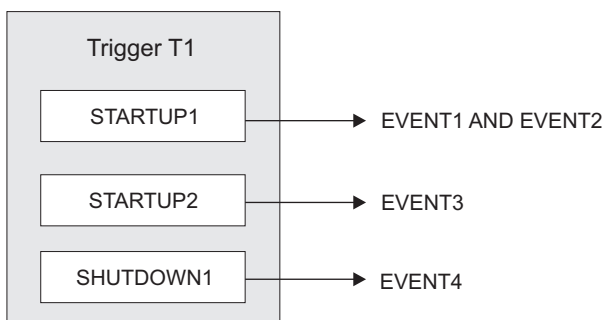 Trigger T1
STARTUP1
EVENT1 AND EVENT2
STARTUP2
EVENT3
SHUTDOWN1
EVENT4